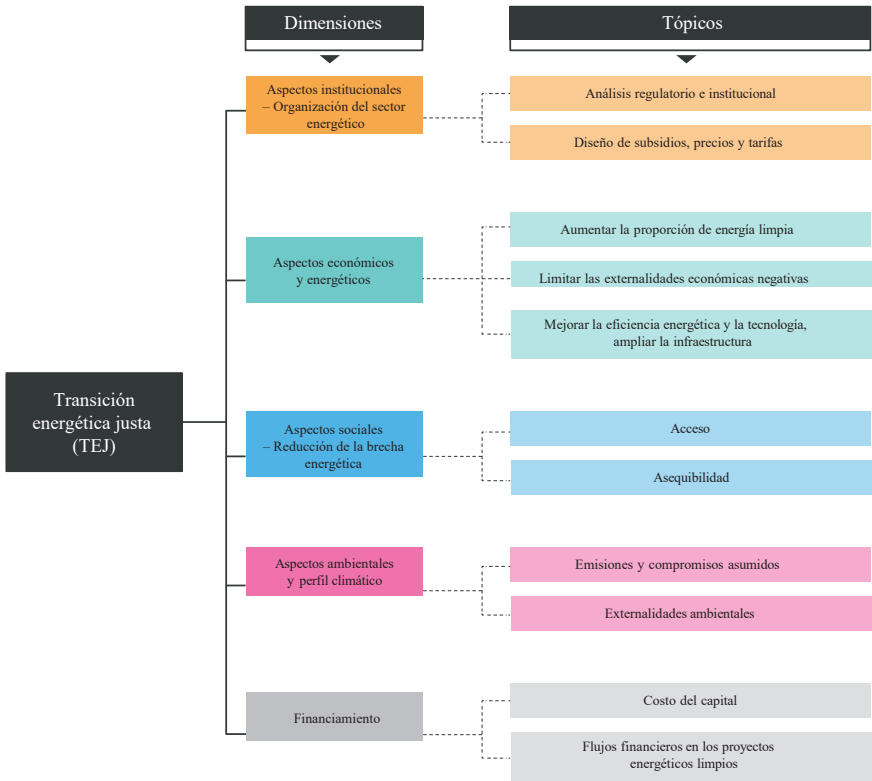 Dimensiones
Tópicos
Transición
energética justa
(TEJ)
Aspectos institucionales
– Organización del sector
energético
Análisis regulatorio e institucional
Diseño de subsidios, precios y tarifas
Aspectos económicos
y energéticos
Aumentar la proporción de energía limpia
Limitar las externalidades económicas negativas
Mejorar la eficiencia energética y la tecnología,
ampliar la infraestructura
Aspectos sociales
– Reducción de la brecha
energética
Acceso
Asequibilidad
Aspectos ambientales
y perfil climático
Emisiones y compromisos asumidos
Externalidades ambientales
Financiamiento
Costo del capital
Flujos financieros en los proyectos
energéticos limpios